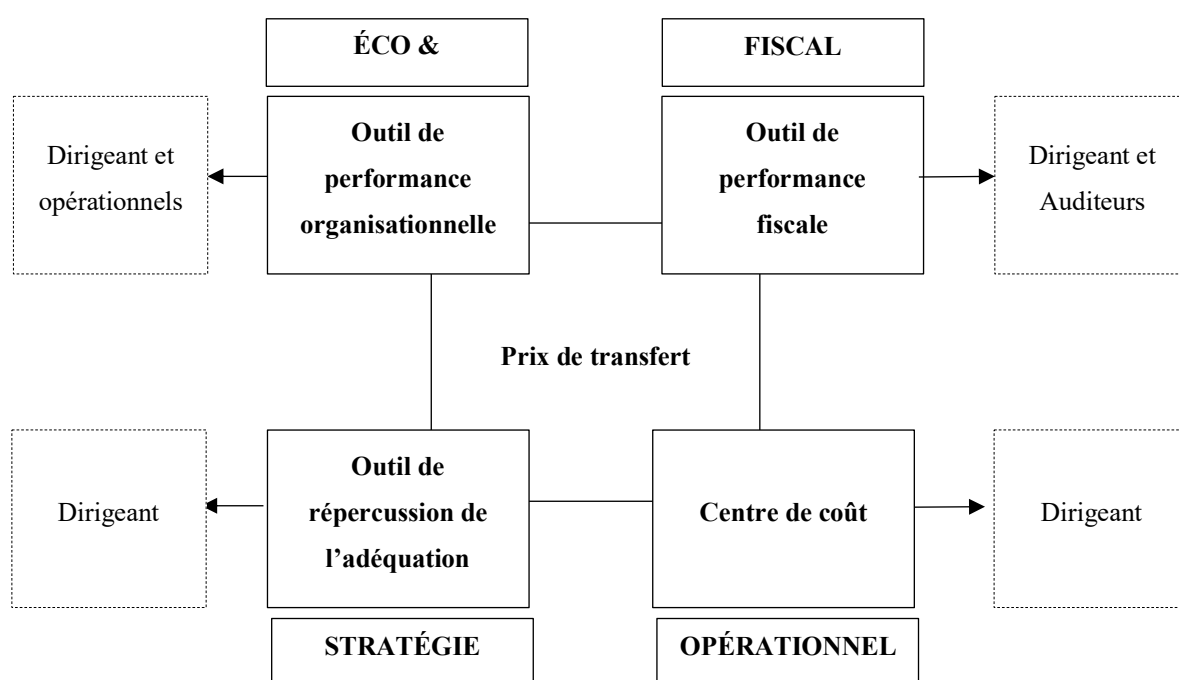 ÉCO &
FISCAL
Dirigeant et
opérationnels
Outil de
performance
organisationnelle
Outil de
performance
fiscale
Dirigeant et
Auditeurs
Prix de transfert
Dirigeant
Outil de
répercussion de
l’adéquation
Centre de coût
Dirigeant
STRATÉGIE
OPÉRATIONNEL